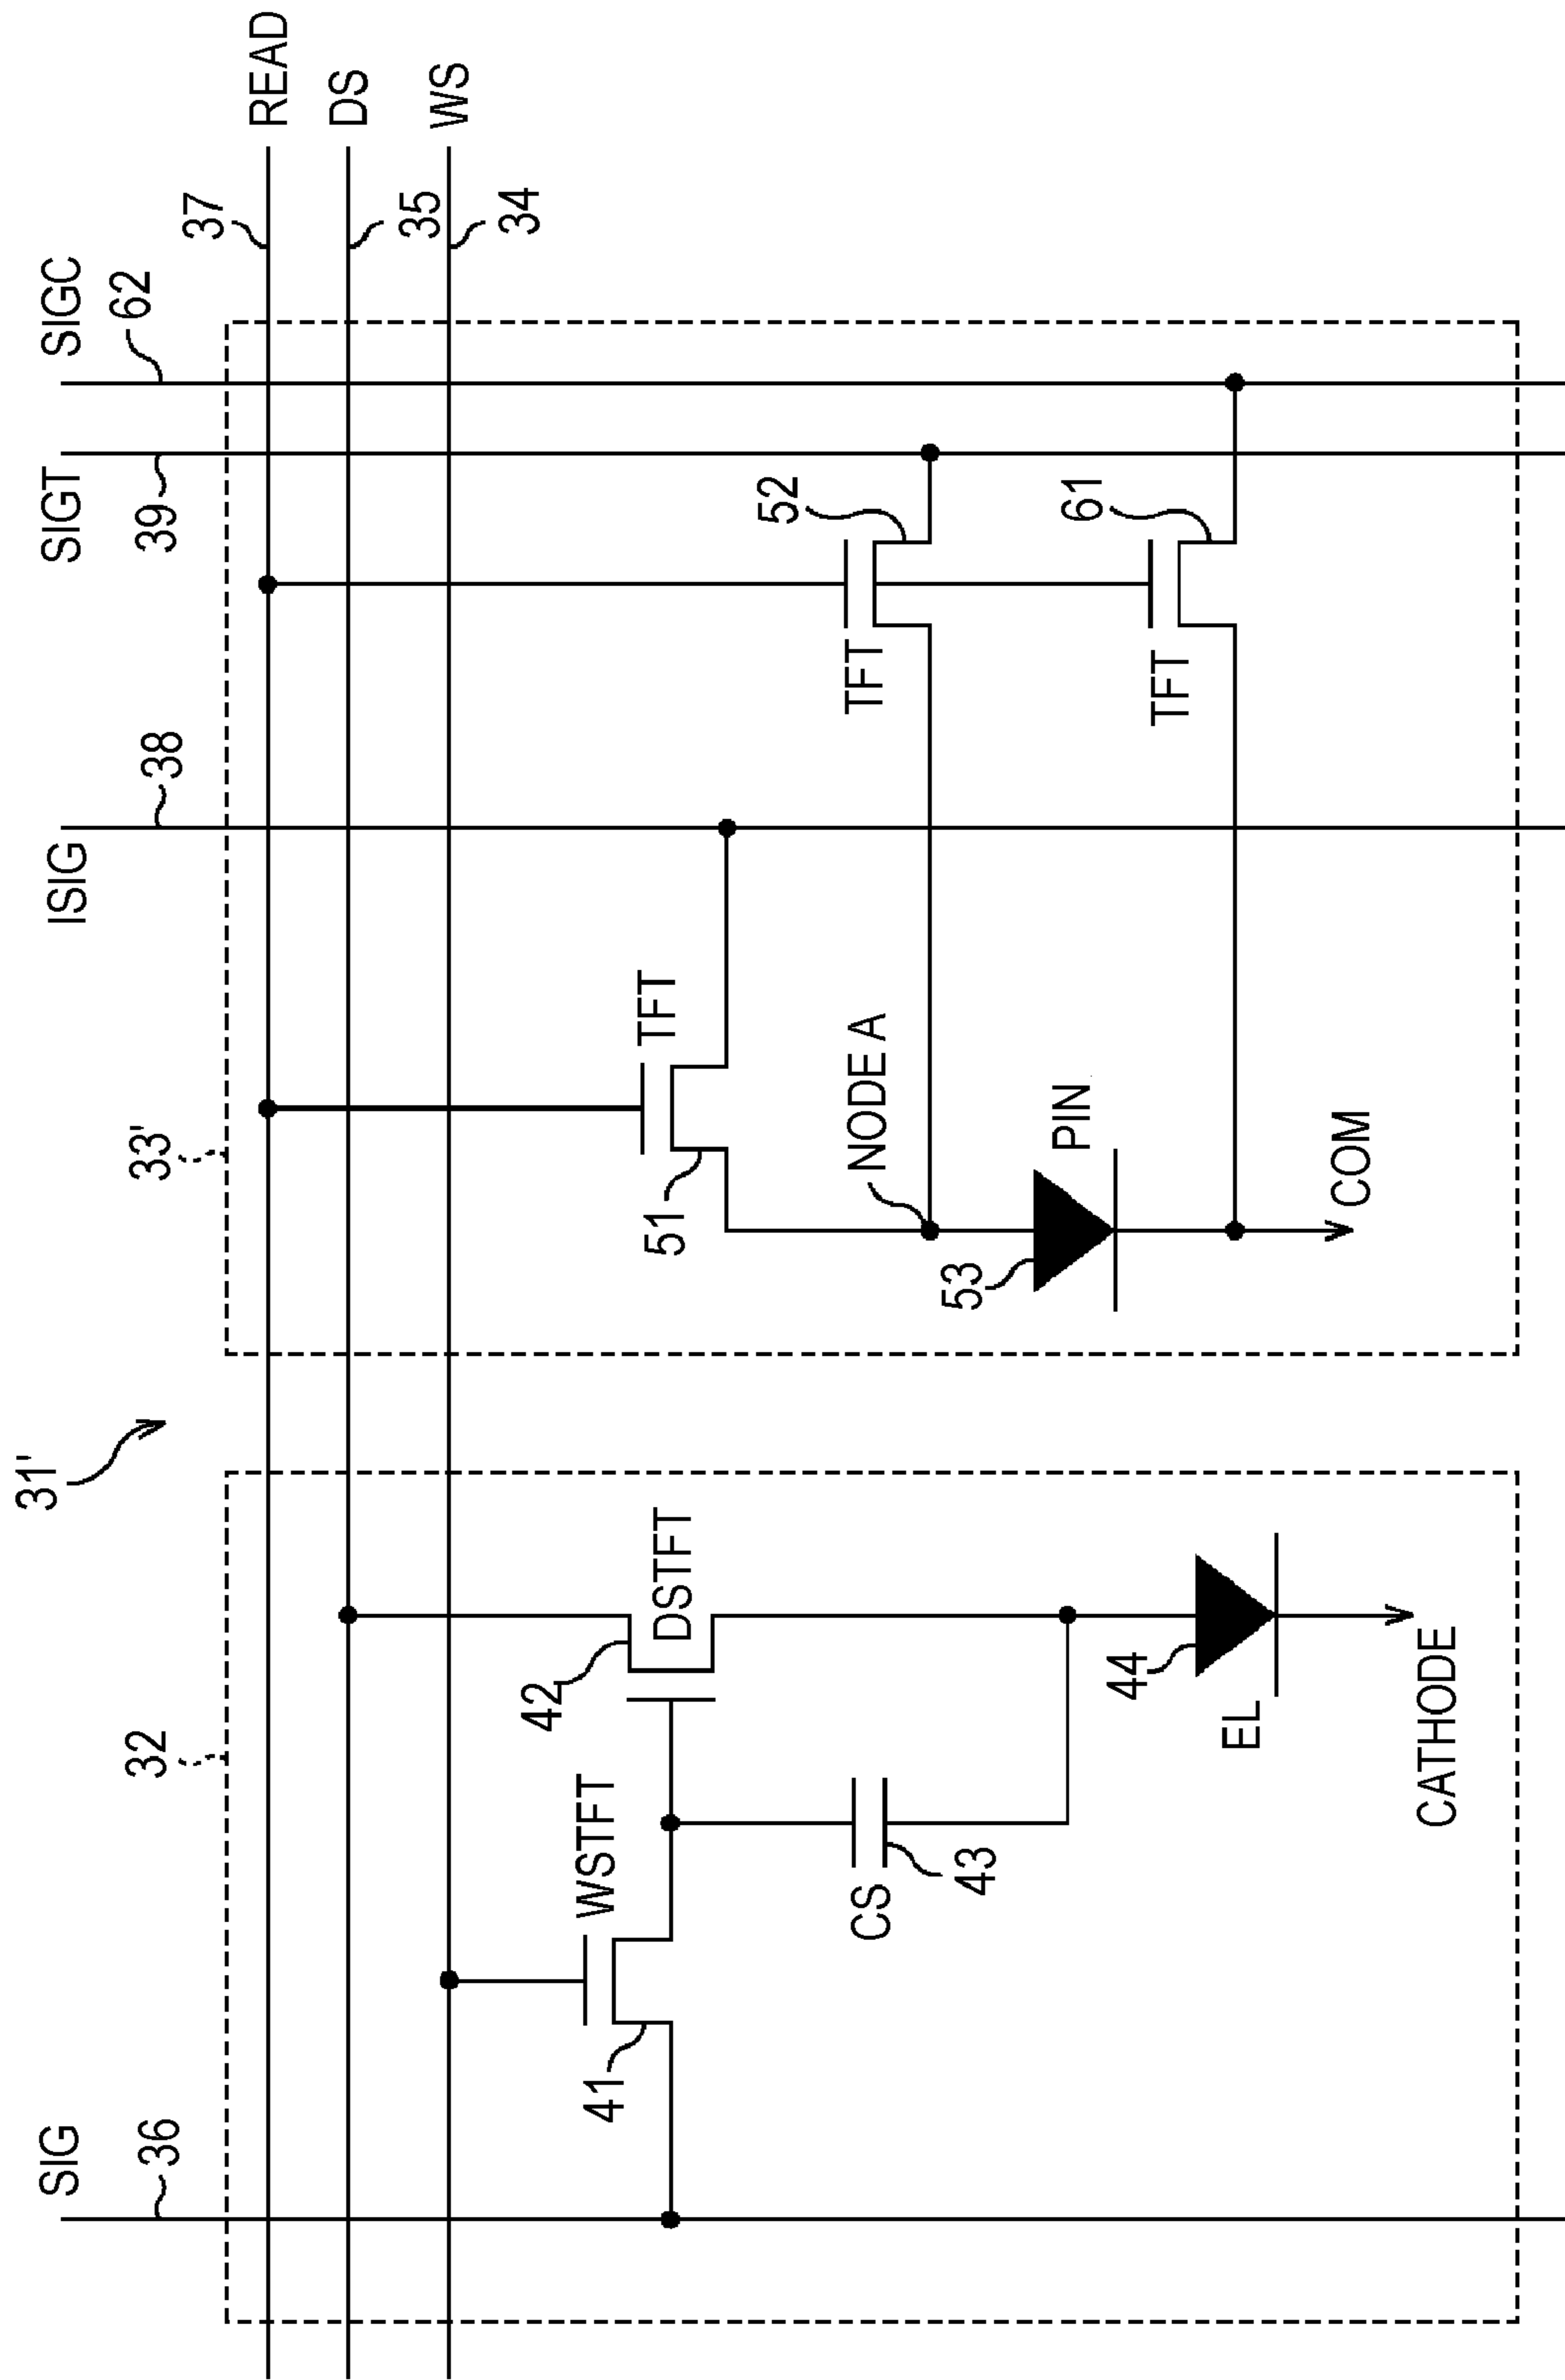 31'
SIG
36
32
33'
ISIG
38
SIGT
39
SIGC
62
37
READ
35
DS
34
WS
WSTFT
41
42
DSTFT
CS
43
44
EL
CATHODE
TFT
51
NODE A
53
PIN
COM
52
TFT
61
TFT